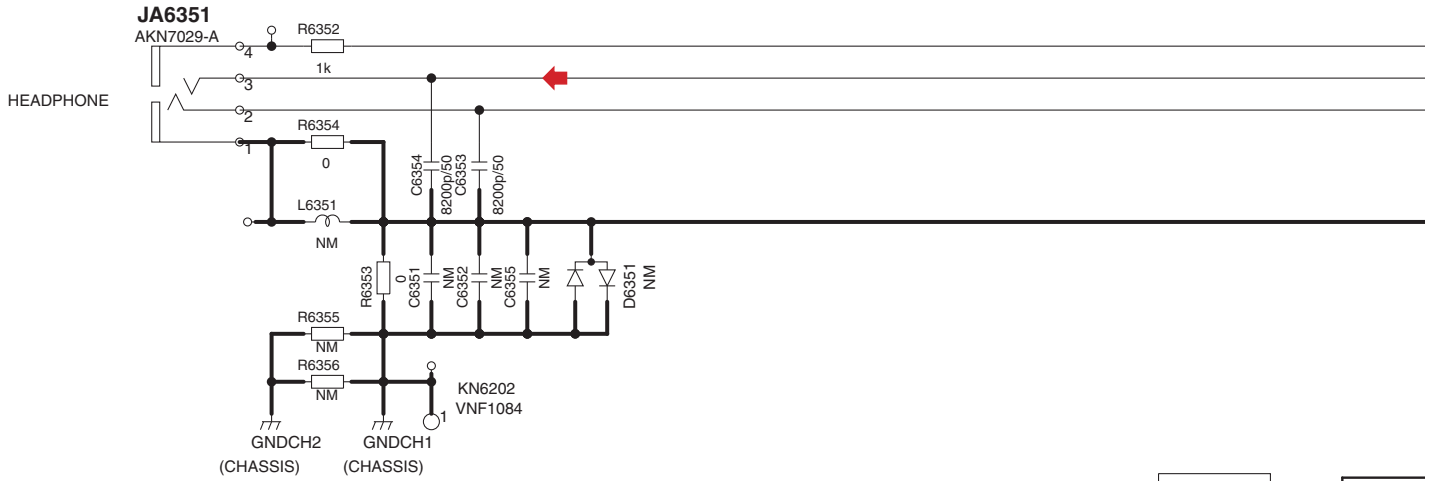 JA6351
AKN7029-A
R6352
4
1k
3
HEADPHONE
2
R6354
1
0
C6354
8200p/50
C6353
8200p/50
L6351
NM
R6353
0
C6351
NM
C6352
NM
C6355
NM
D6351
NM
R6355
NM
R6356
NM
KN6202
VNF1084
1
GNDCH2
(CHASSIS)
GNDCH1
(CHASSIS)